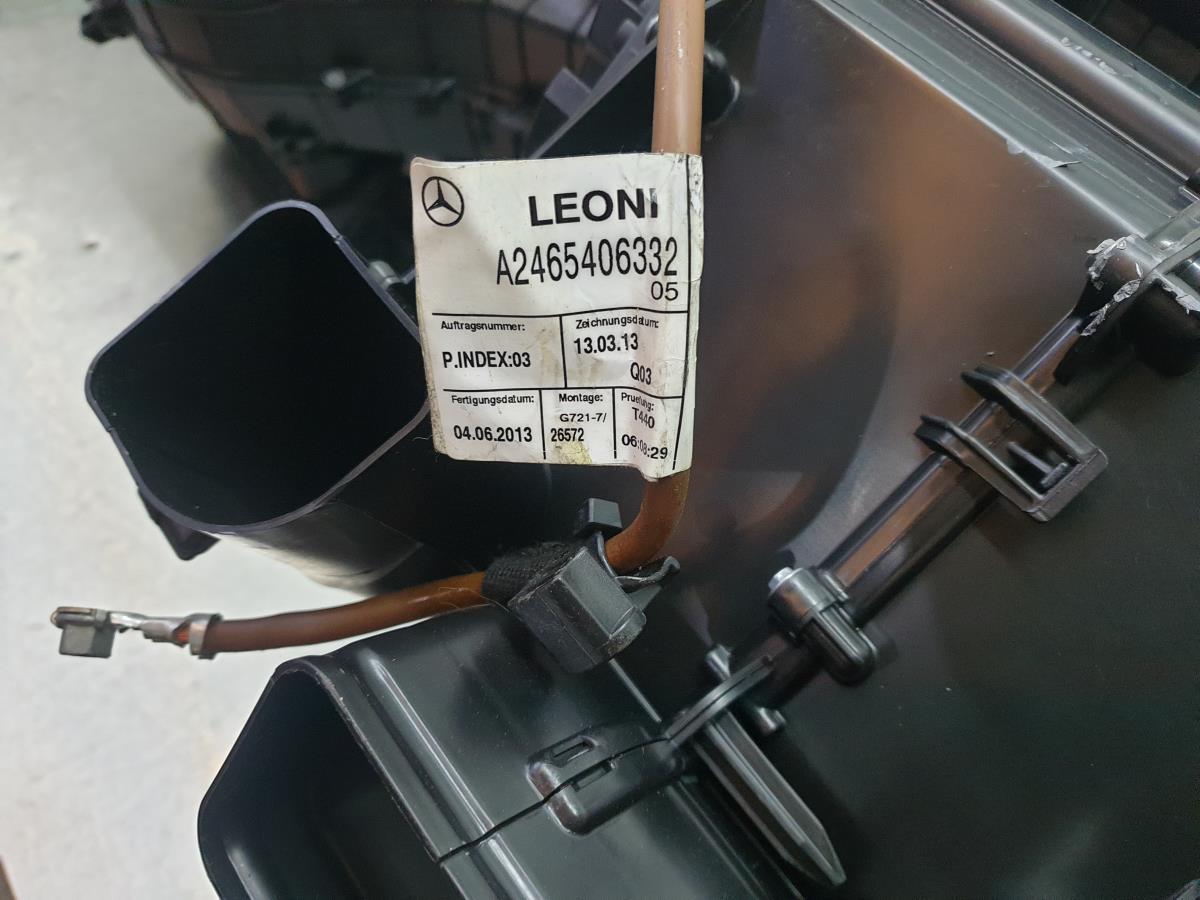 LEONI
A2465406332
05
Auftragsnummer:
P.INDEX:03
Zeichnungsdatum:
13.03.13
Q03
Fertigungsdatum:
04.06.2013
Montage:
G721-7/
26572
Pruefung:
T440
06:08:29